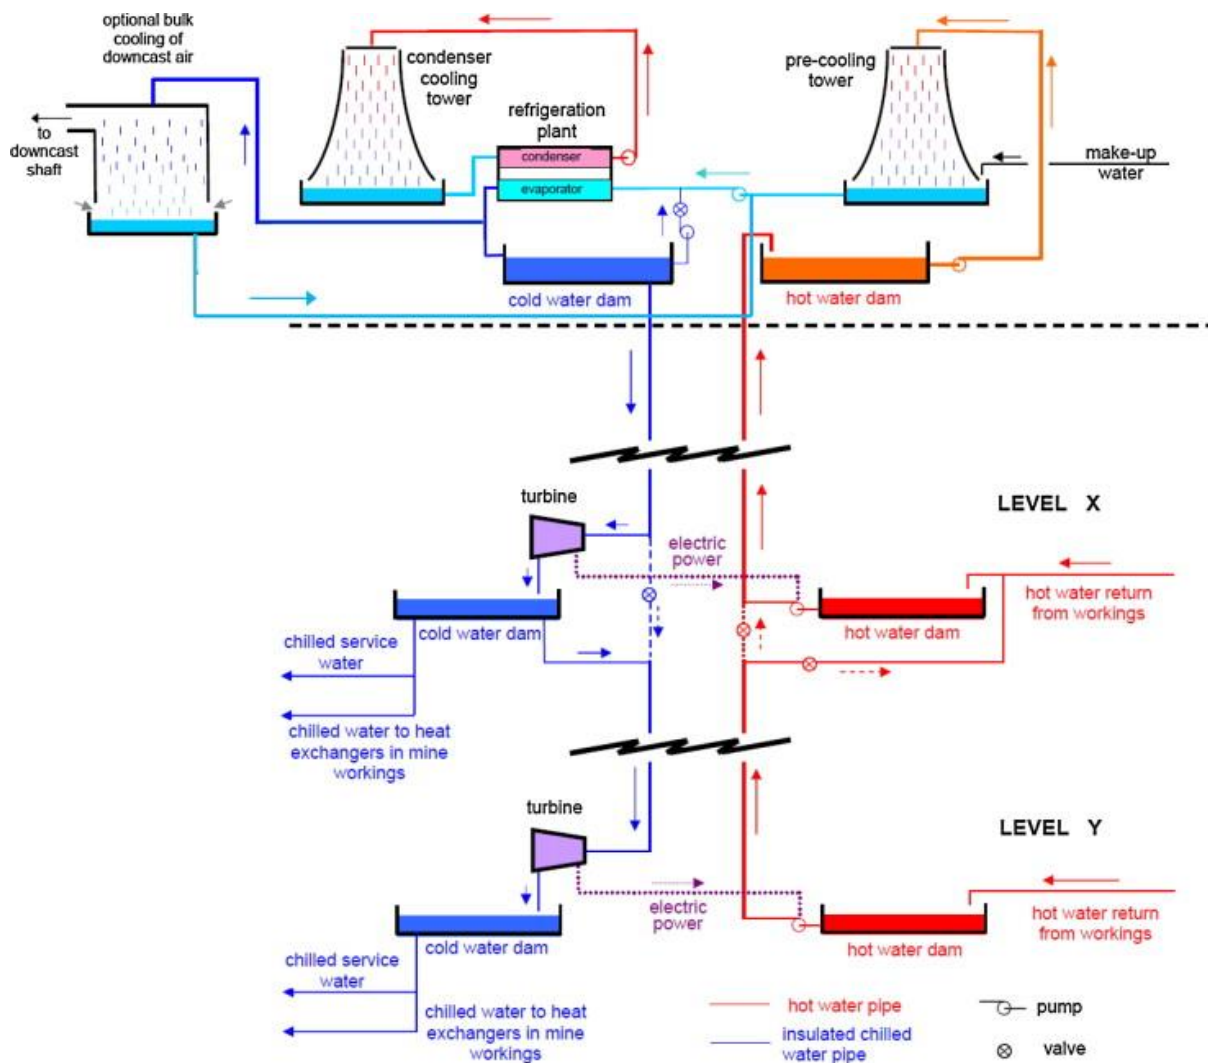 optional bulk
cooling of
downcast air
to
downcast
shaft
condenser
cooling
tower
refrigeration
plant
condenser
evaporator
pre-cooling
tower
make-up
water
cold water dam
hot water dam
turbine
LEVEL X
electric
power
hot water return
from workings
cold water dam
hot water dam
chilled service
water
chilled water to heat
exchangers in mine
workings
turbine
LEVEL Y
electric
power
hot water return
from workings
cold water dam
hot water dam
chilled service
water
chilled water to heat
exchangers in mine
workings
hot water pipe
insulated chilled
water pipe
pump
valve